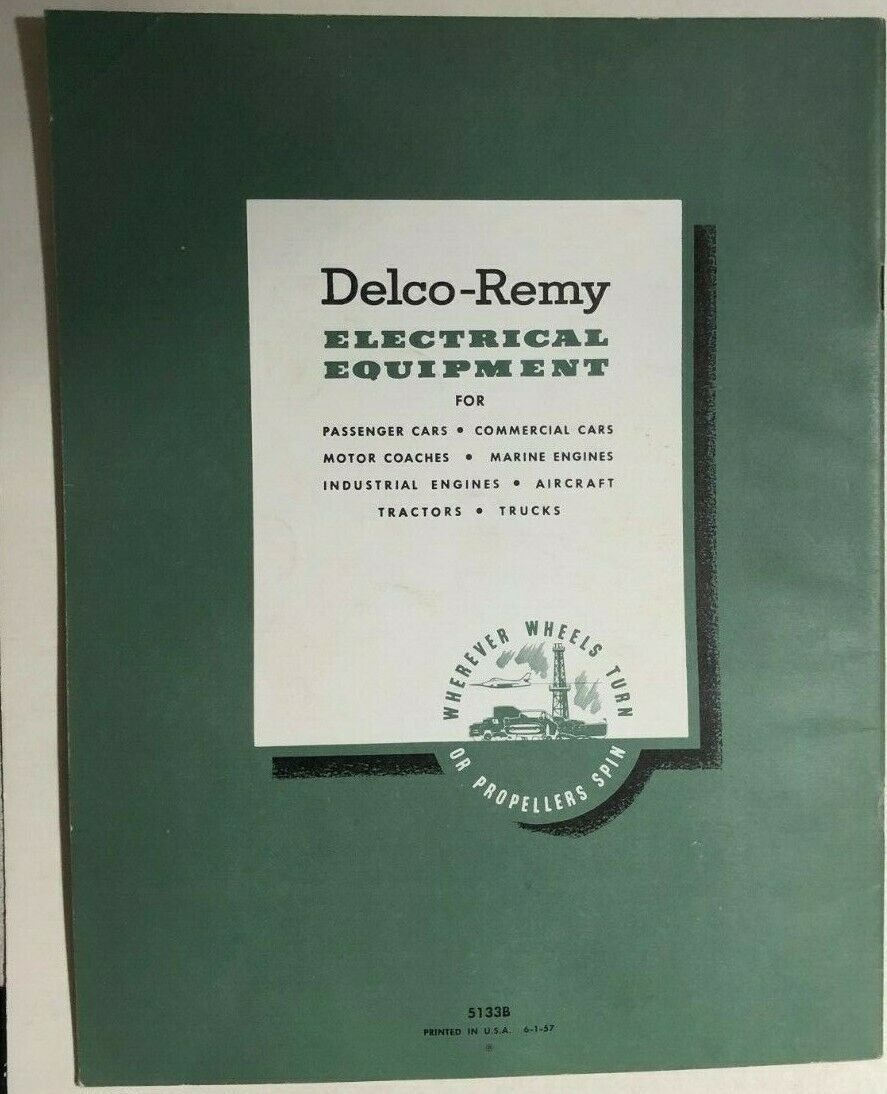 Delco-Remy
ELECTRICAL
EQUIPMENT
FOR
PASSENGER CARS • COMMERCIAL CARS
MOTOR COACHES • MARINE ENGINES
INDUSTRIAL ENGINES • AIRCRAFT
TRACTORS • TRUCKS
WHEREVER WHEELS TURN
OR PROPELLERS SPIN
5133B
PRINTED IN U.S.A. 6-1-57